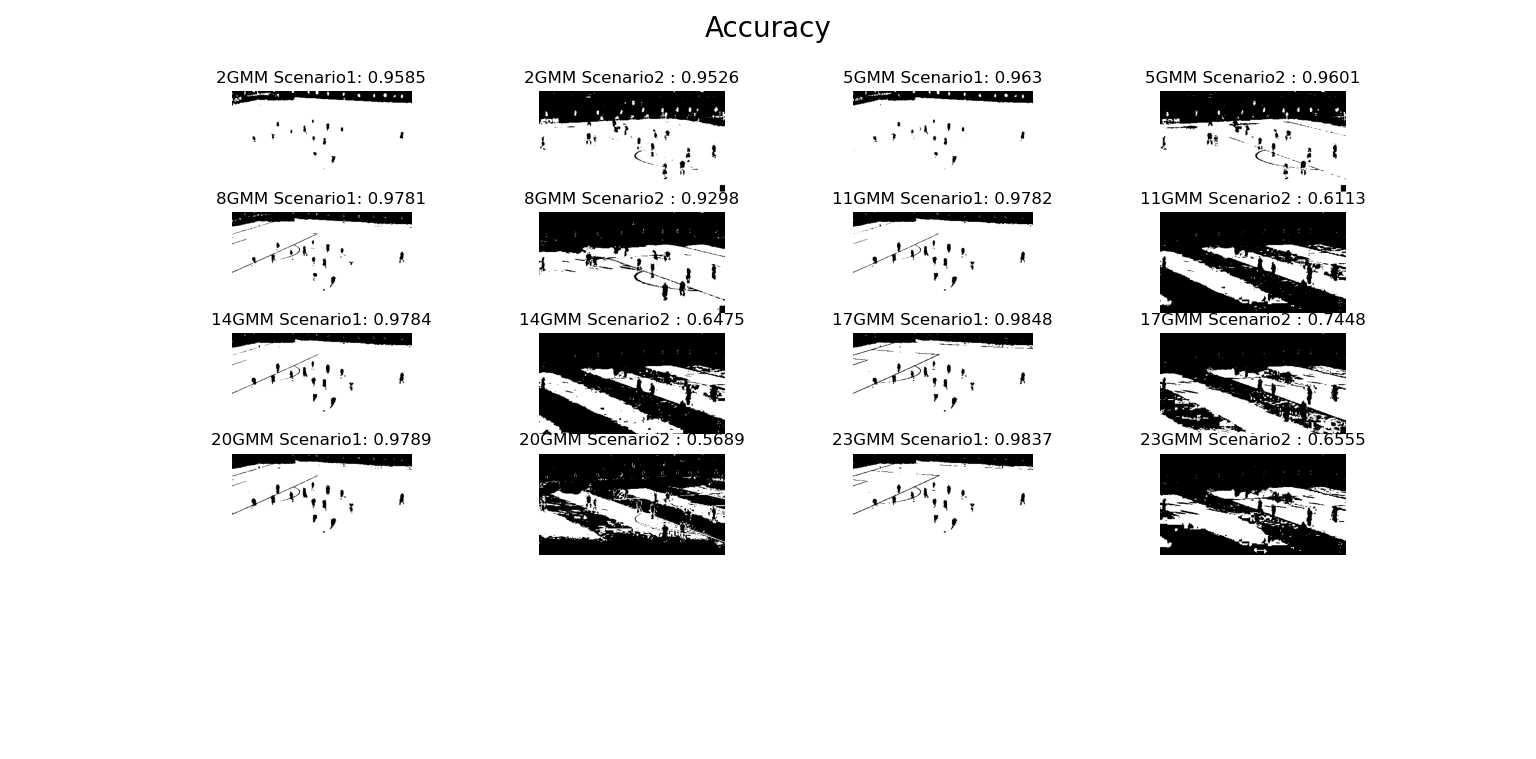 Accuracy
2GMM Scenario1: 0.9585
2GMM Scenario2 : 0.9526
5GMM Scenario1: 0.963
5GMM Scenario2 : 0.9601
8GMM Scenario1: 0.9781
8GMM Scenario2 : 0.9298
11GMM Scenario1: 0.9782
11GMM Scenario2 : 0.6113
14GMM Scenario1: 0.9784
14GMM Scenario2 : 0.6475
17GMM Scenario1: 0.9848
17GMM Scenario2 : 0.7448
20GMM Scenario1: 0.9789
20GMM Scenario2 : 0.5689
23GMM Scenario1: 0.9837
23GMM Scenario2 : 0.6555